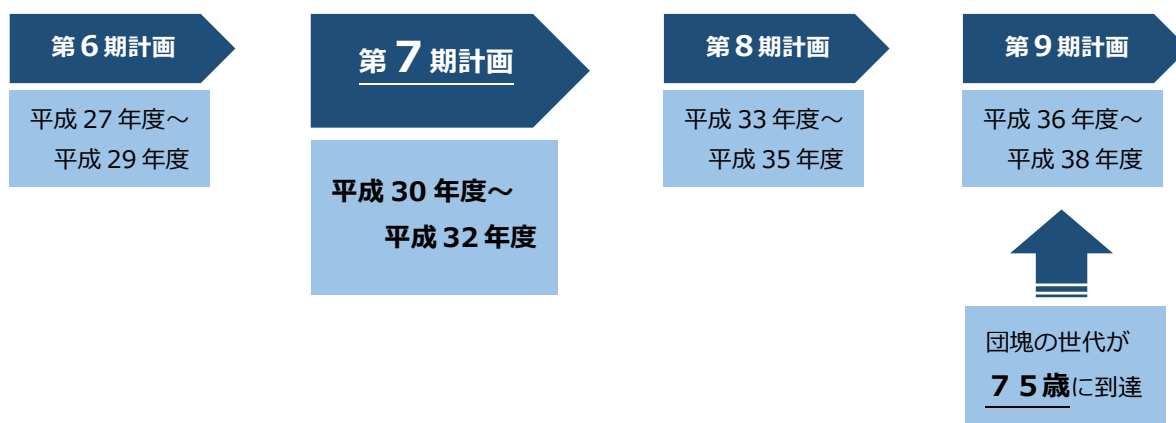 第6期計画
平成 27 年度～
平成 29 年度
第 7 期計画
平成 30 年度～
平成 32 年度
第8期計画
平成 33 年度～
平成 35 年度
第9期計画
平成 36 年度～
平成 38 年度
団塊の世代が
７５歳に到達